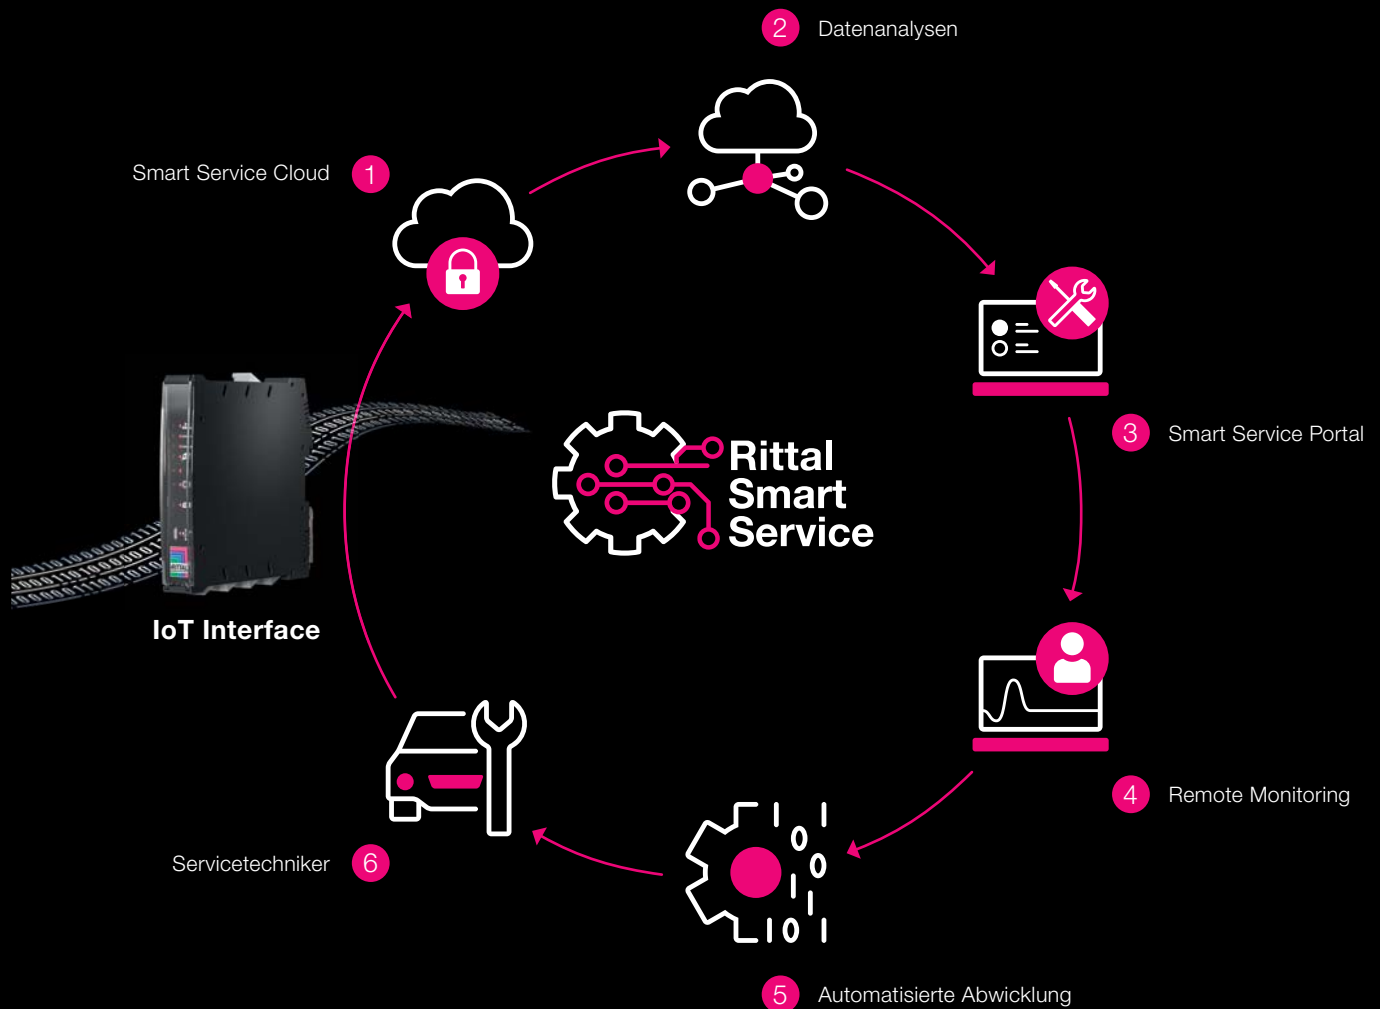 2 Datenanalysen
Smart Service Cloud 1
3 Smart Service Portal
Rittal
Smart
Service
IoT Interface
4 Remote Monitoring
Servicetechniker 6
5 Automatisierte Abwicklung